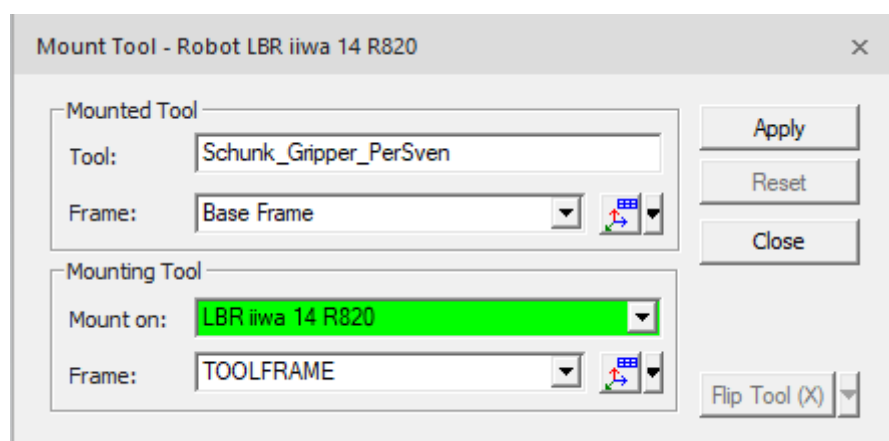 Mount Tool - Robot LBR iiwa 14 R820
Mounted Tool
Tool: Schunk_Gripper_PerSven
Frame: Base Frame
Mounting Tool
Mount on: LBR iiwa 14 R820
Frame: TOOLFRAME
Apply
Reset
Close
Flip Tool (X)